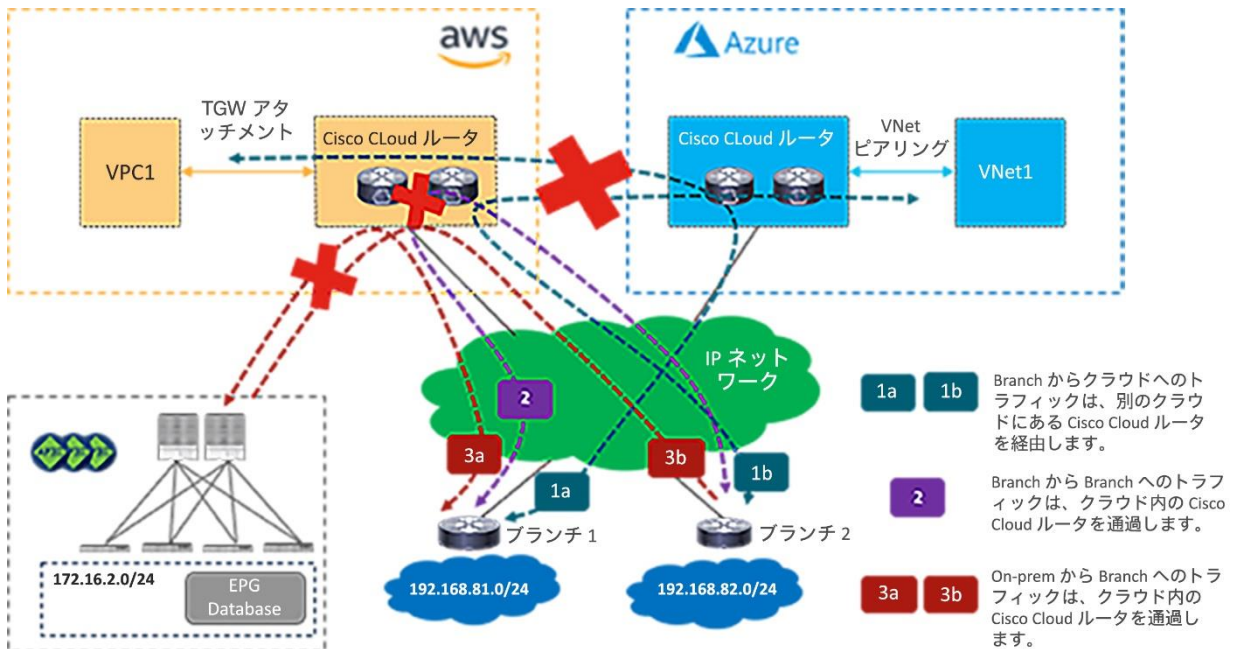 aws
Azure
TGW アタ
ッチメント
Cisco CLoud ルータ
VPC1
Cisco CLoud ルータ
VNet
ピアリング
VNet1
IP ネット
ワーク
2
3a
3b
1a
1b
ブランチ 1
ブランチ 2
192.168.81.0/24
192.168.82.0/24
172.16.2.0/24
EPG
Database
1a
1b
Branch からクラウドへのト
ラフィックは、別のクラウ
ドにある Cisco Cloud ルータ
を経由します。
2
Branch から Branch へのトラフ
ィックは、クラウド内の Cisco
Cloud ルータを通過します。
3a
3b
On-prem から Branch へのトラ
フィックは、クラウド内の
Cisco Cloud ルータを通過し
ます。